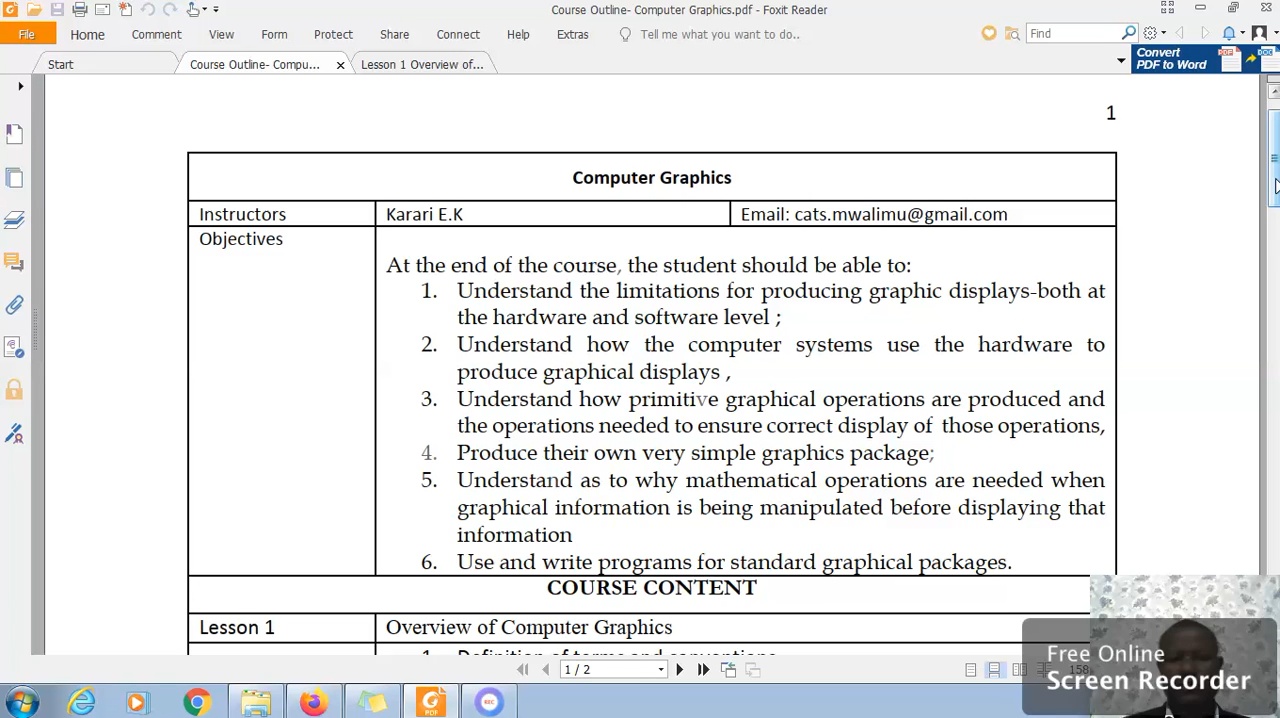 Course Outline- Computer Graphics.pdf - Foxit Reader
File Home Comment View Form Protect Share Connect Help Extras Tell me what you want to do.. Find
Start Course Outline- Compu... Lesson 1 Overview of... Convert
PDF to Word
1
Computer Graphics
Instructors Karari E.K Email: cats.mwalimu@gmail.com
Objectives
At the end of the course, the student should be able to:
1. Understand the limitations for producing graphic displays-both at
the hardware and software level ;
2. Understand how the computer systems use the hardware to
produce graphical displays ,
3. Understand how primitive graphical operations are produced and
the operations needed to ensure correct display of those operations,
4. Produce their own very simple graphics package;
5. Understand as to why mathematical operations are needed when
graphical information is being manipulated before displaying that
information
6. Use and write programs for standard graphical packages.
COURSE CONTENT
Lesson 1 Overview of Computer Graphics
1. Definition of terms and conventions
1 / 2
Free Online
Screen Recorder